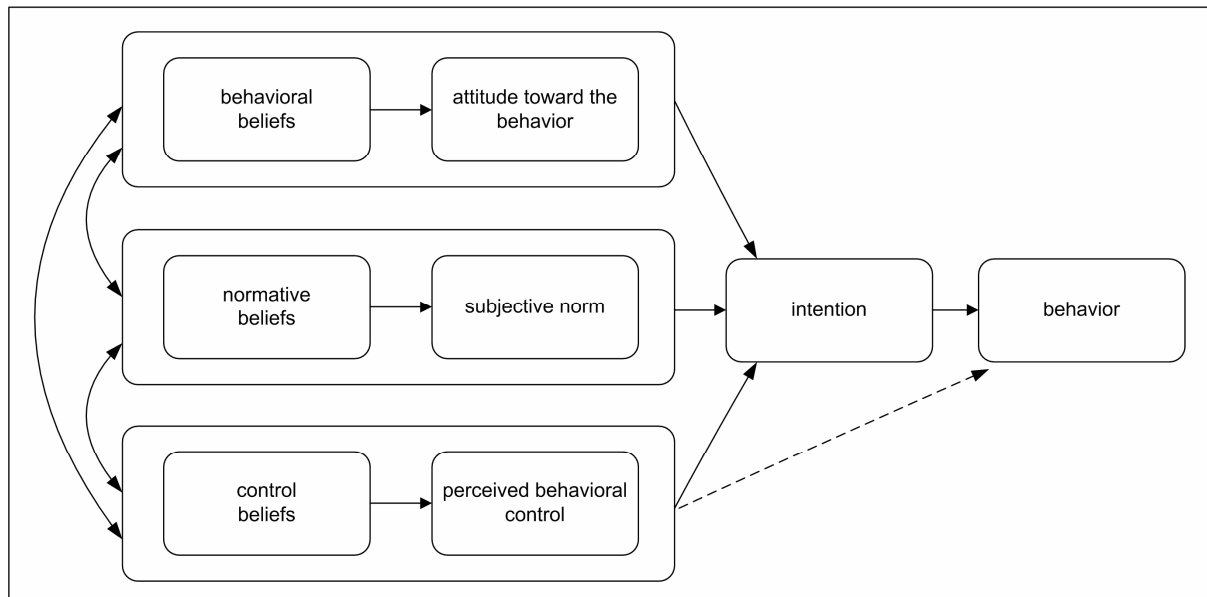 behavioral
beliefs
attitude toward the
behavior
normative
beliefs
subjective norm
intention
behavior
control
beliefs
perceived behavioral
control